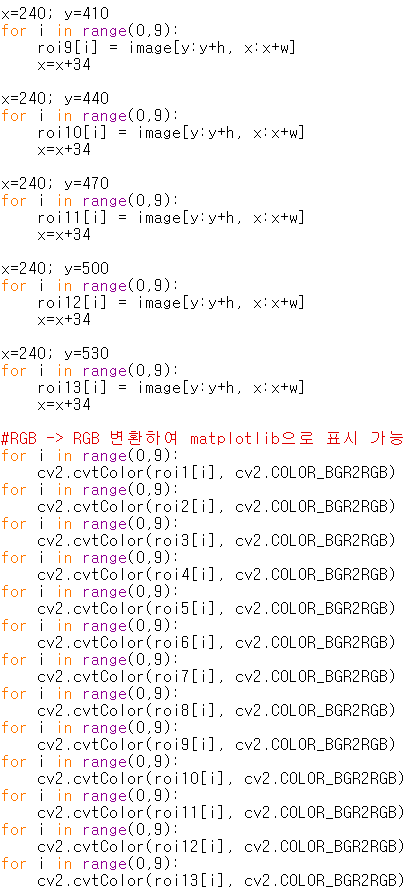 x=240; y=410
for i in range(0,9):
    roi9[i] = image[y:y+h, x:x+w]
    x=x+34

x=240; y=440
for i in range(0,9):
    roi10[i] = image[y:y+h, x:x+w]
    x=x+34

x=240; y=470
for i in range(0,9):
    roi11[i] = image[y:y+h, x:x+w]
    x=x+34

x=240; y=500
for i in range(0,9):
    roi12[i] = image[y:y+h, x:x+w]
    x=x+34

x=240; y=530
for i in range(0,9):
    roi13[i] = image[y:y+h, x:x+w]
    x=x+34

#RGB -> RGB 변환하여 matplotlib으로 표시 가능
for i in range(0,9):
    cv2.cvtColor(roi1[i], cv2.COLOR_BGR2RGB)
for i in range(0,9):
    cv2.cvtColor(roi2[i], cv2.COLOR_BGR2RGB)
for i in range(0,9):
    cv2.cvtColor(roi3[i], cv2.COLOR_BGR2RGB)
for i in range(0,9):
    cv2.cvtColor(roi4[i], cv2.COLOR_BGR2RGB)
for i in range(0,9):
    cv2.cvtColor(roi5[i], cv2.COLOR_BGR2RGB)
for i in range(0,9):
    cv2.cvtColor(roi6[i], cv2.COLOR_BGR2RGB)
for i in range(0,9):
    cv2.cvtColor(roi7[i], cv2.COLOR_BGR2RGB)
for i in range(0,9):
    cv2.cvtColor(roi8[i], cv2.COLOR_BGR2RGB)
for i in range(0,9):
    cv2.cvtColor(roi9[i], cv2.COLOR_BGR2RGB)
for i in range(0,9):
    cv2.cvtColor(roi10[i], cv2.COLOR_BGR2RGB)
for i in range(0,9):
    cv2.cvtColor(roi11[i], cv2.COLOR_BGR2RGB)
for i in range(0,9):
    cv2.cvtColor(roi12[i], cv2.COLOR_BGR2RGB)
for i in range(0,9):
    cv2.cvtColor(roi13[i], cv2.COLOR_BGR2RGB)